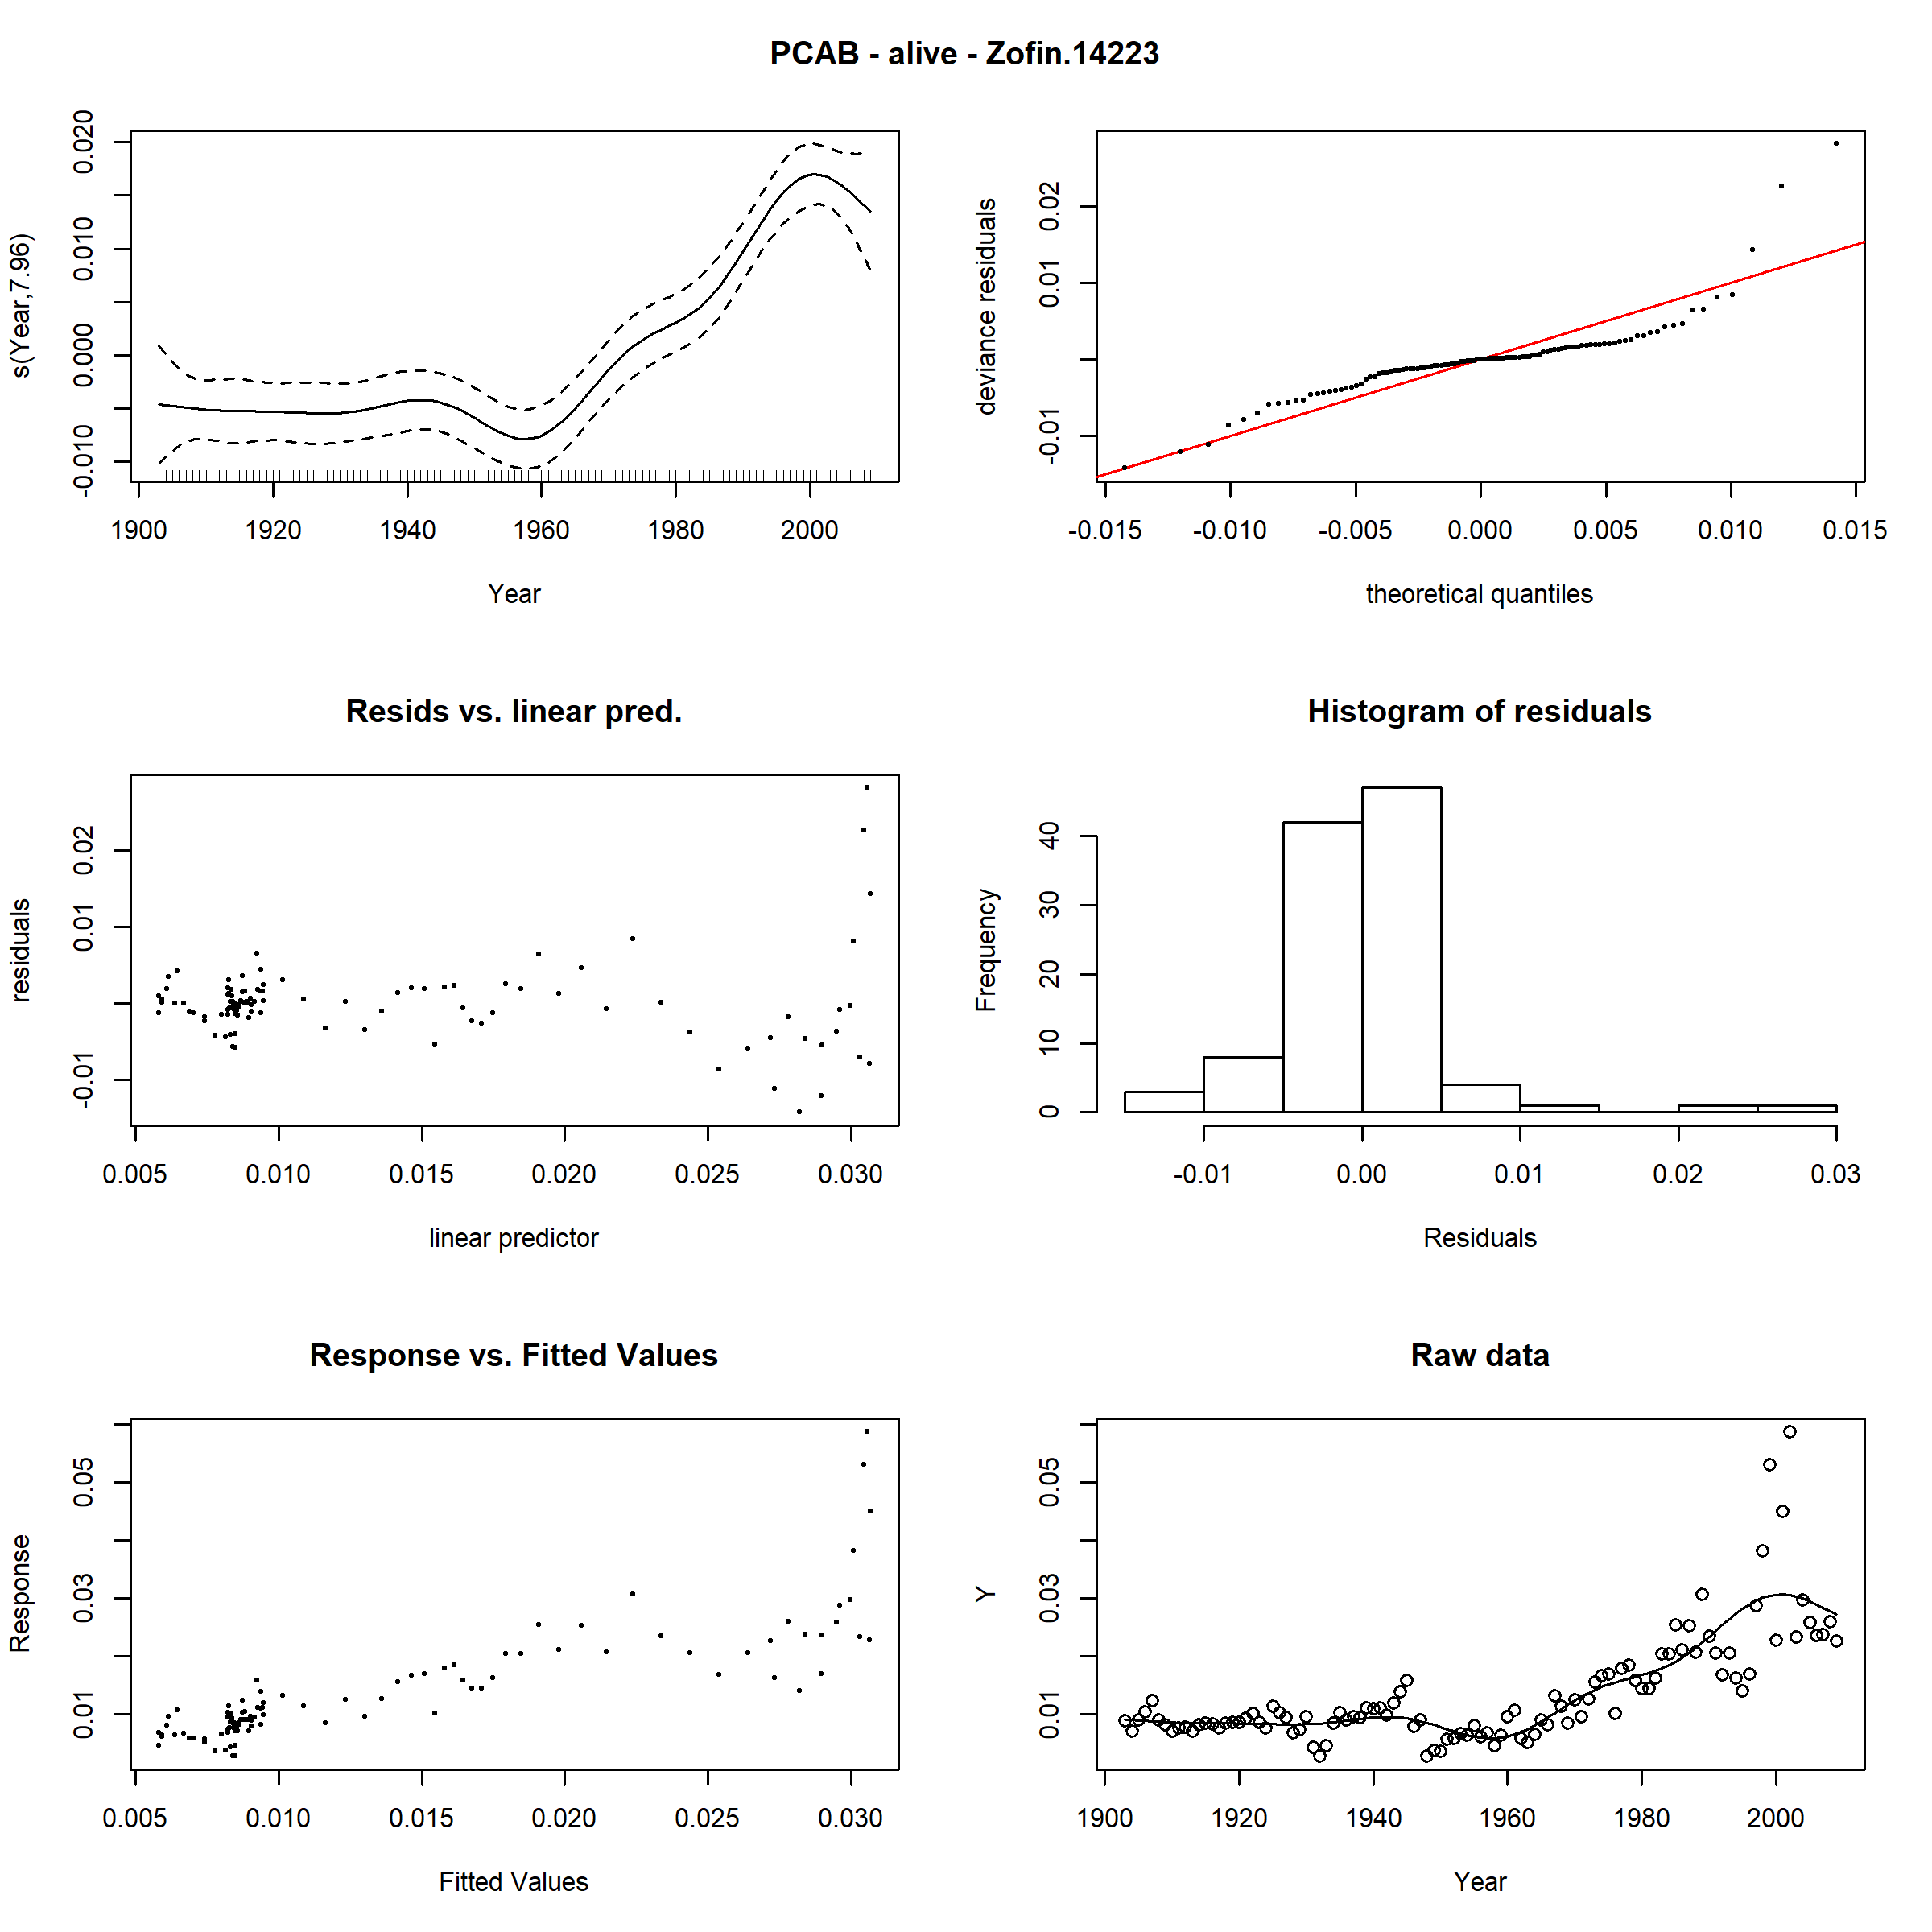 PCAB - alive - Zofin.14223
s(Year,7.96)
-0.010 0.000 0.010 0.020
1900 1920 1940 1960 1980 2000
Year
deviance residuals
-0.01 0.01 0.02
-0.015 -0.010 -0.005 0.000 0.005 0.010 0.015
theoretical quantiles
Resids vs. linear pred.
residuals
-0.01 0.01 0.02
0.005 0.010 0.015 0.020 0.025 0.030
linear predictor
Histogram of residuals
Frequency
0 10 20 30 40
-0.01 0.00 0.01 0.02 0.03
Residuals
Response vs. Fitted Values
Response
0.01 0.03 0.05
0.005 0.010 0.015 0.020 0.025 0.030
Fitted Values
Raw data
Y
0.01 0.03 0.05
1900 1920 1940 1960 1980 2000
Year